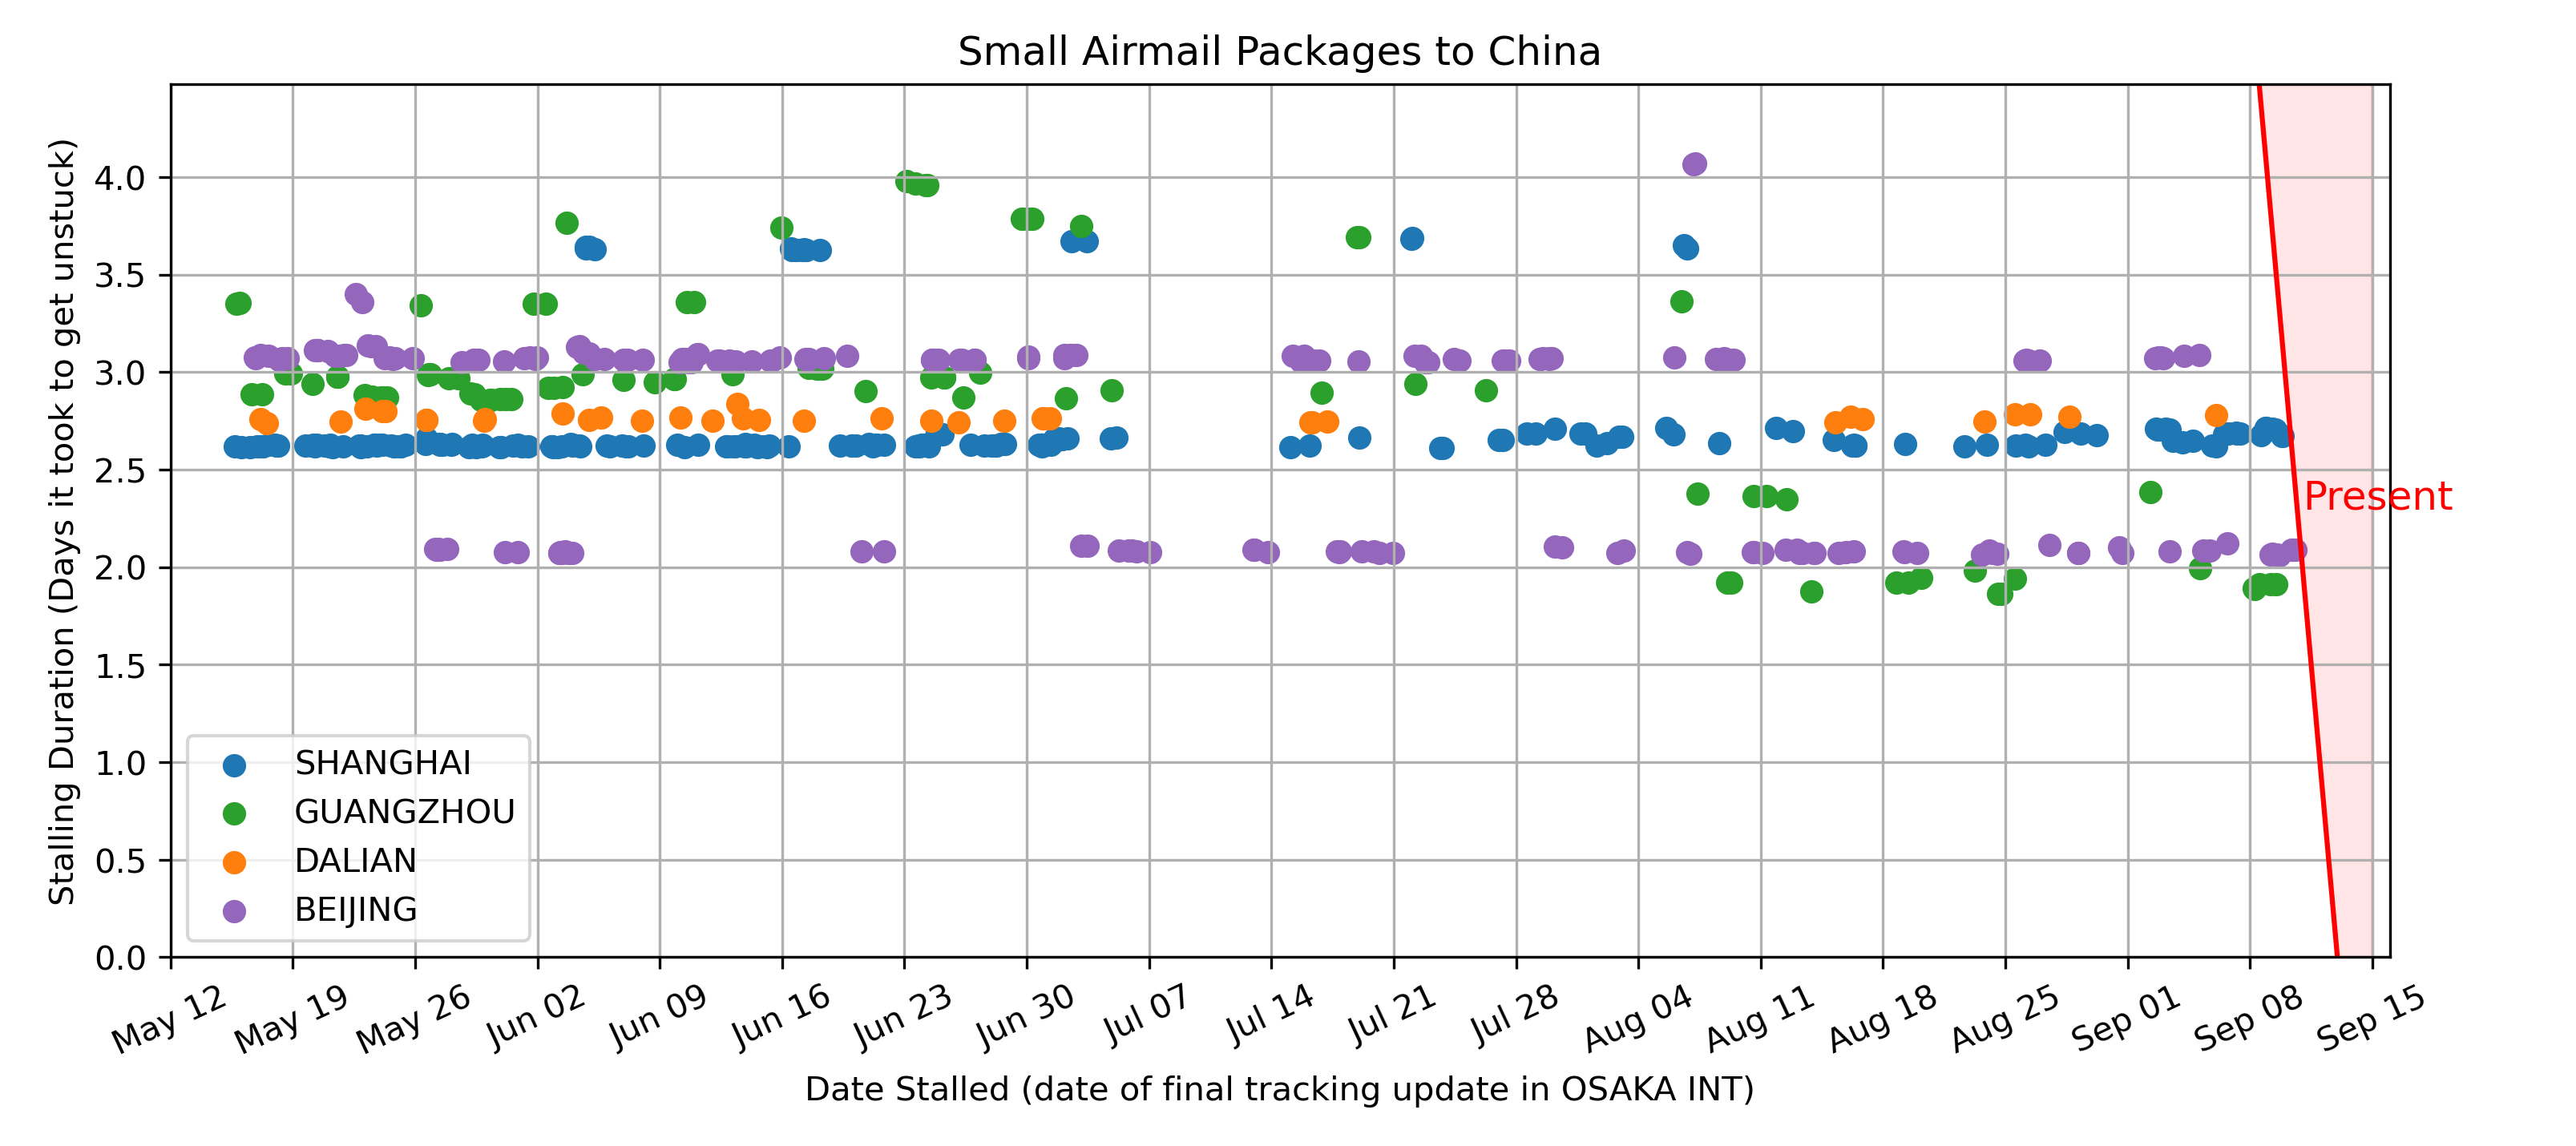 Small Airmail Packages to China
Stalling Duration (Days it took to get unstuck)
4.0
3.5
3.0
2.5
2.0
1.5
1.0
0.5
0.0
Present
SHANGHAI
GUANGZHOU
DALIAN
BEIJING
May 12
May 19
May 26
Jun 02
Jun 09
Jun 16
Jun 23
Jun 30
Jul 07
Jul 14
Jul 21
Jul 28
Aug 04
Aug 11
Aug 18
Aug 25
Sep 01
Sep 08
Sep 15
Date Stalled (date of final tracking update in OSAKA INT)